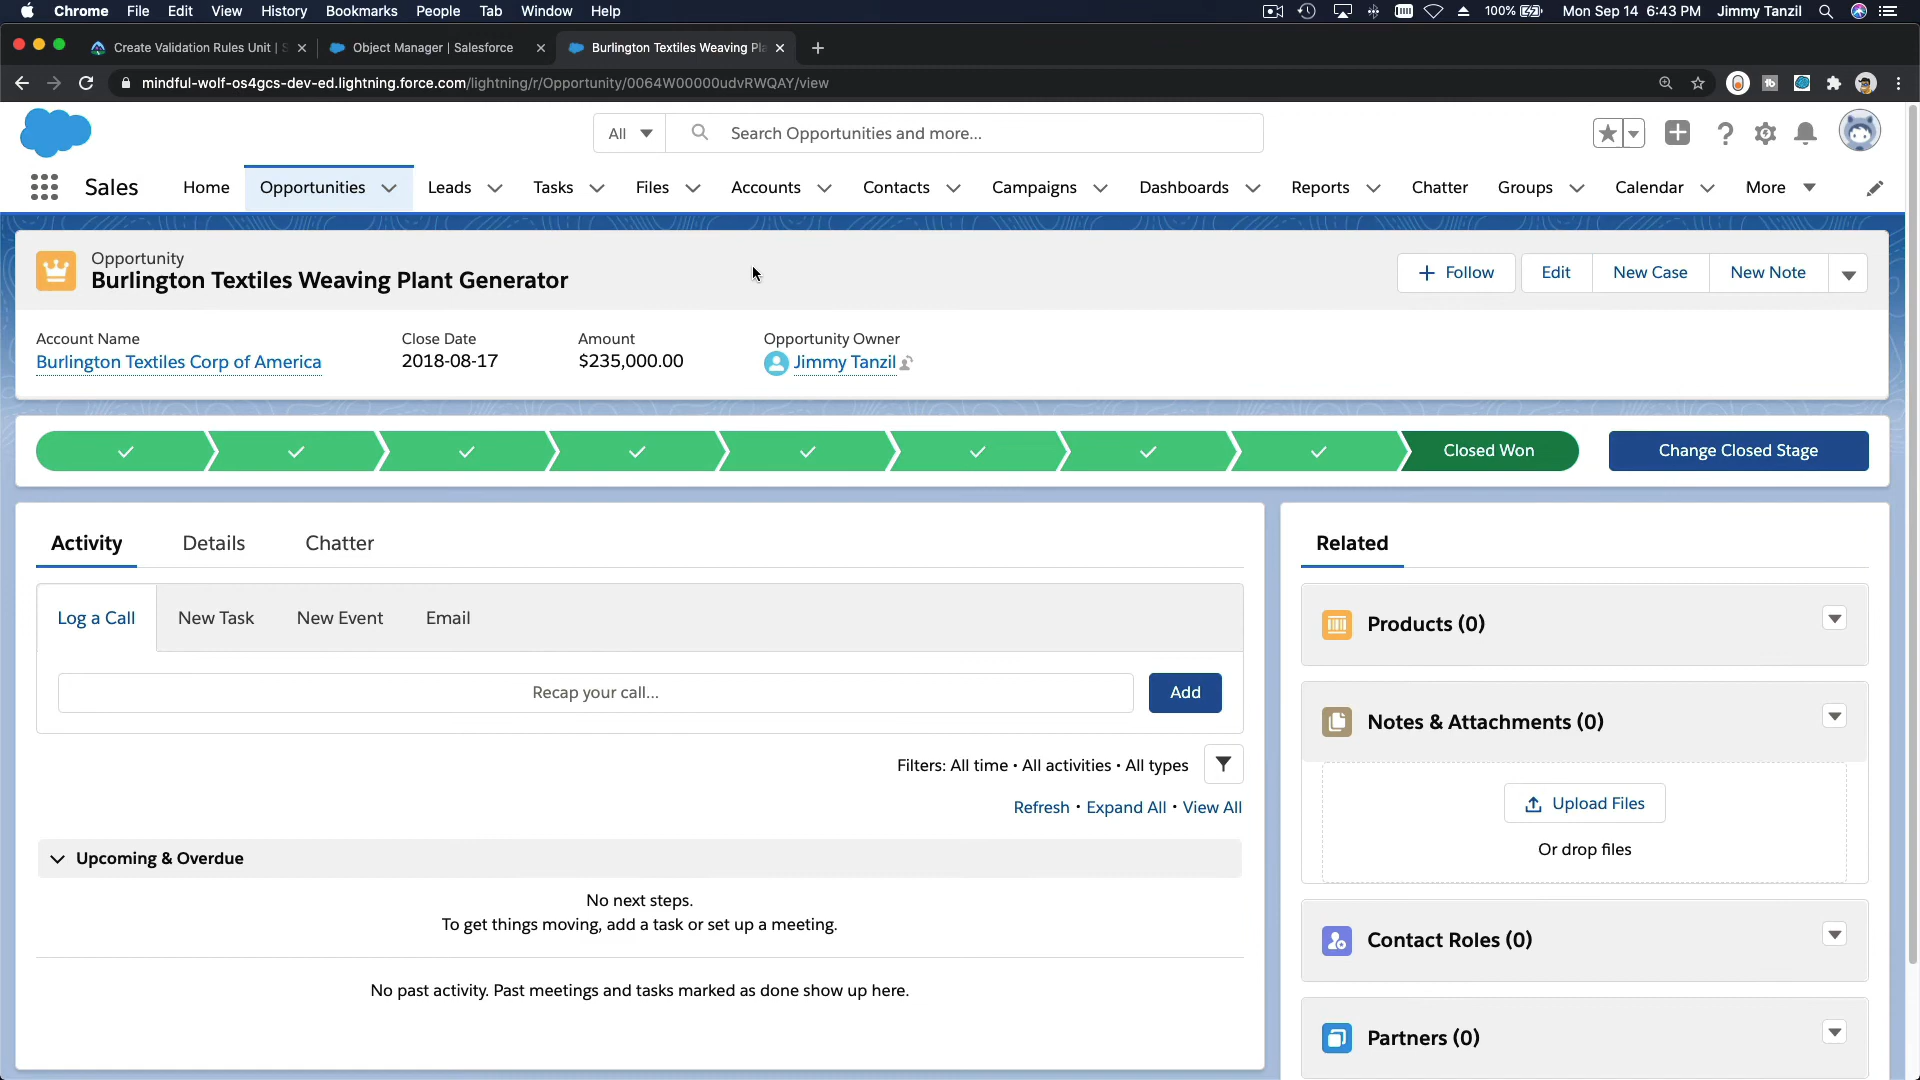 Chrome File Edit View History Bookmarks People Tab Window Help 100% Mon Sep 14 6:43 PM Jimmy Tanzil
Create Validation Rules Unit | S
Object Manager | Salesforce
Burlington Textiles Weaving Pla
mindful-wolf-os4gcs-dev-ed.lightning.force.com/lightning/r/Opportunity/0064W00000udvRWQAY/view
All Search Opportunities and more...
Sales Home Opportunities Leads Tasks Files Accounts Contacts Campaigns Dashboards Reports Chatter Groups Calendar More
Opportunity
Burlington Textiles Weaving Plant Generator
Follow Edit New Case New Note
Account Name Close Date Amount Opportunity Owner
Burlington Textiles Corp of America 2018-08-17 $235,000.00 Jimmy Tanzil
Closed Won Change Closed Stage
Activity Details Chatter
Log a Call New Task New Event Email
Recap your call... Add
Filters: All time • All activities • All types
Refresh • Expand All • View All
Upcoming & Overdue
No next steps.
To get things moving, add a task or set up a meeting.
No past activity. Past meetings and tasks marked as done show up here.
Related
Products (0)
Notes & Attachments (0)
Upload Files
Or drop files
Contact Roles (0)
Partners (0)